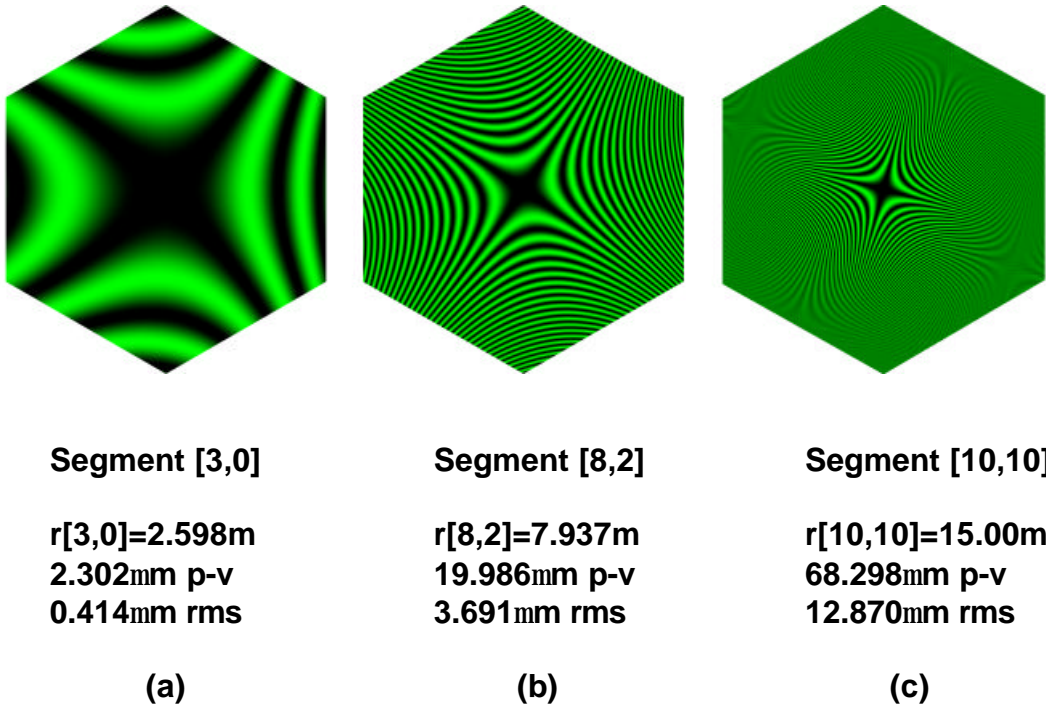 Segment [3,0] Segment [8,2] Segment [10,10]
r[3,0]=2.598m r[8,2]=7.937m r[10,10]=15.00m
2.302mm p-v 19.986mm p-v 68.298mm p-v
0.414mm rms 3.691mm rms 12.870mm rms
(a) (b) (c)